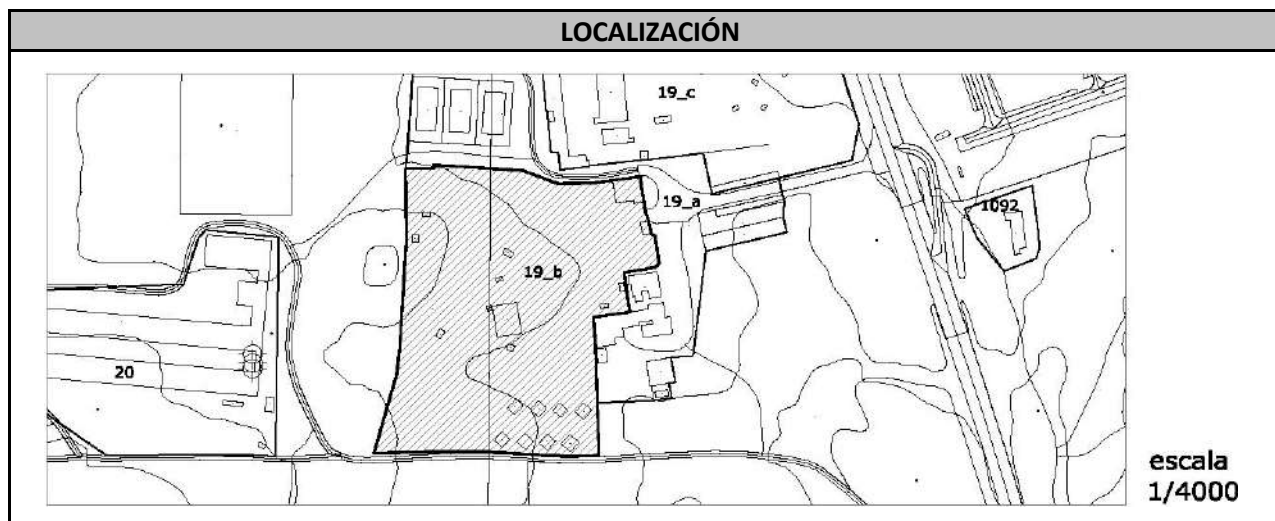 LOCALIZACIÓN
19_c
19_a
1092
19_b
20
escala
1/4000